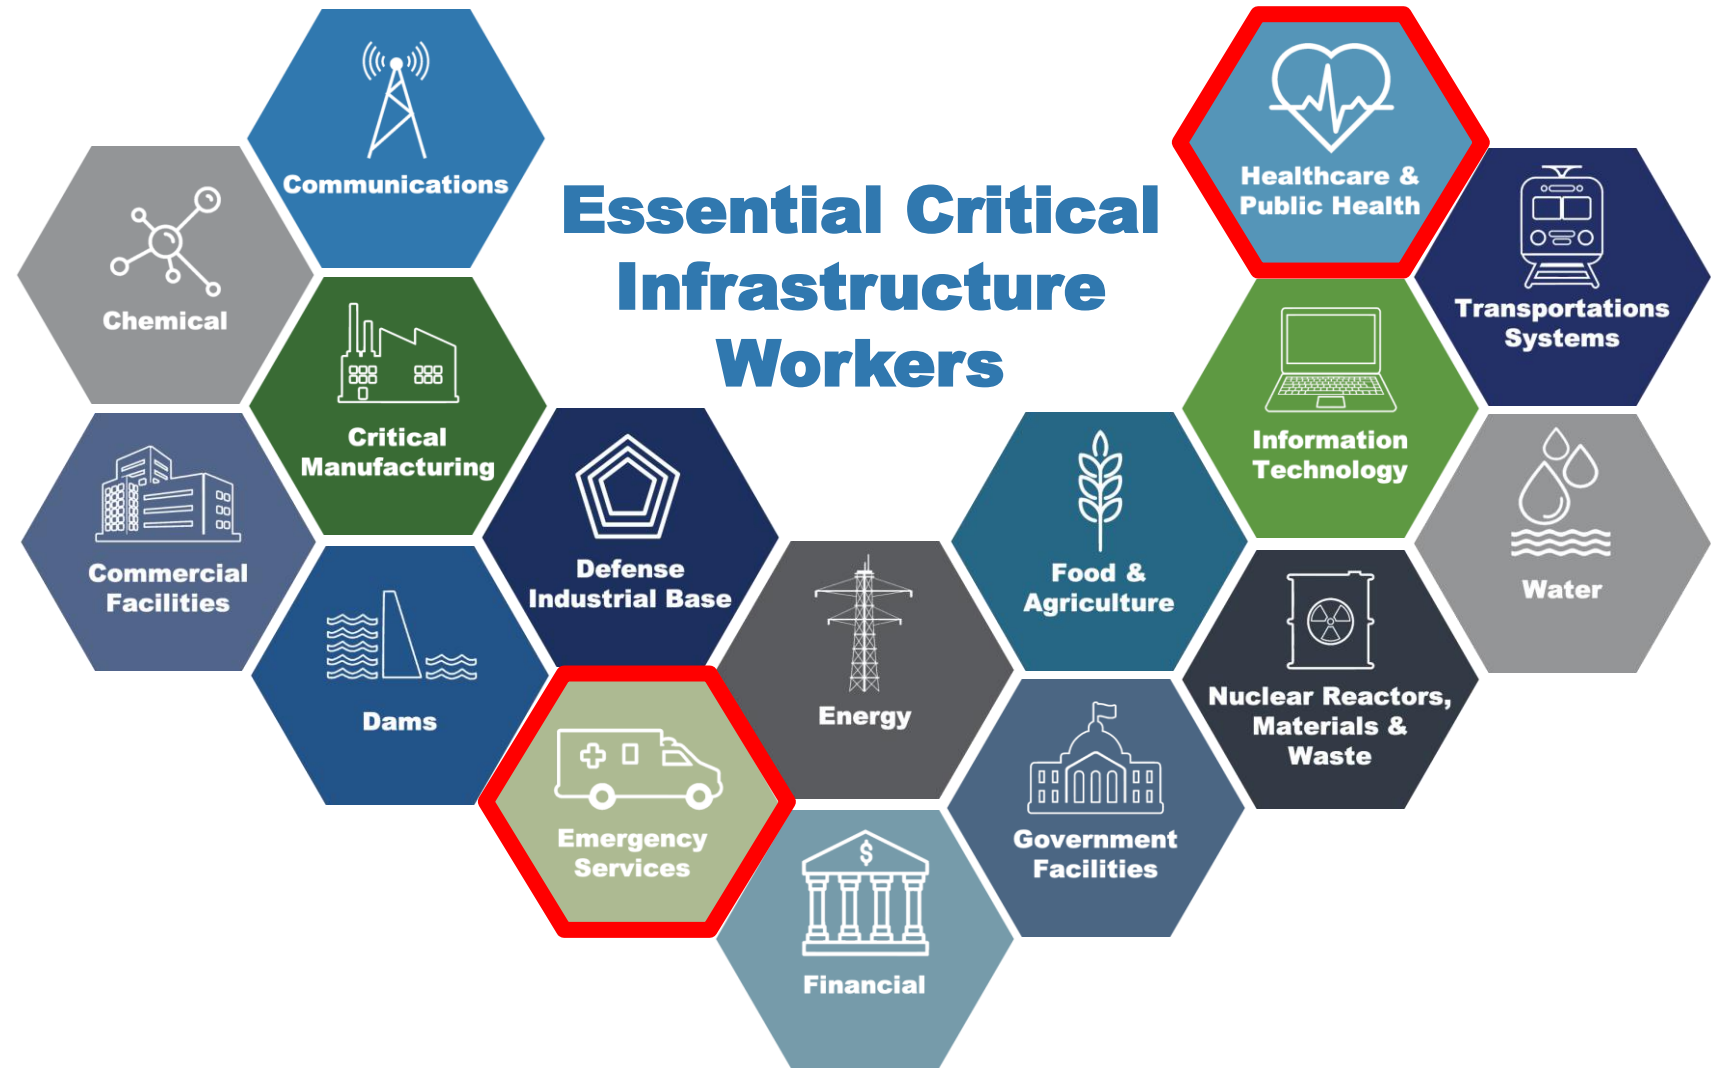 Communications
Healthcare &
Public Health
Chemical
Essential Critical
Infrastructure
Workers
Transportations
Systems
Critical
Manufacturing
Information
Technology
Commercial
Facilities
Defense
Industrial Base
Food &
Agriculture
Water
Dams
Energy
Nuclear Reactors,
Materials &
Waste
Emergency
Services
Government
Facilities
$
Financial